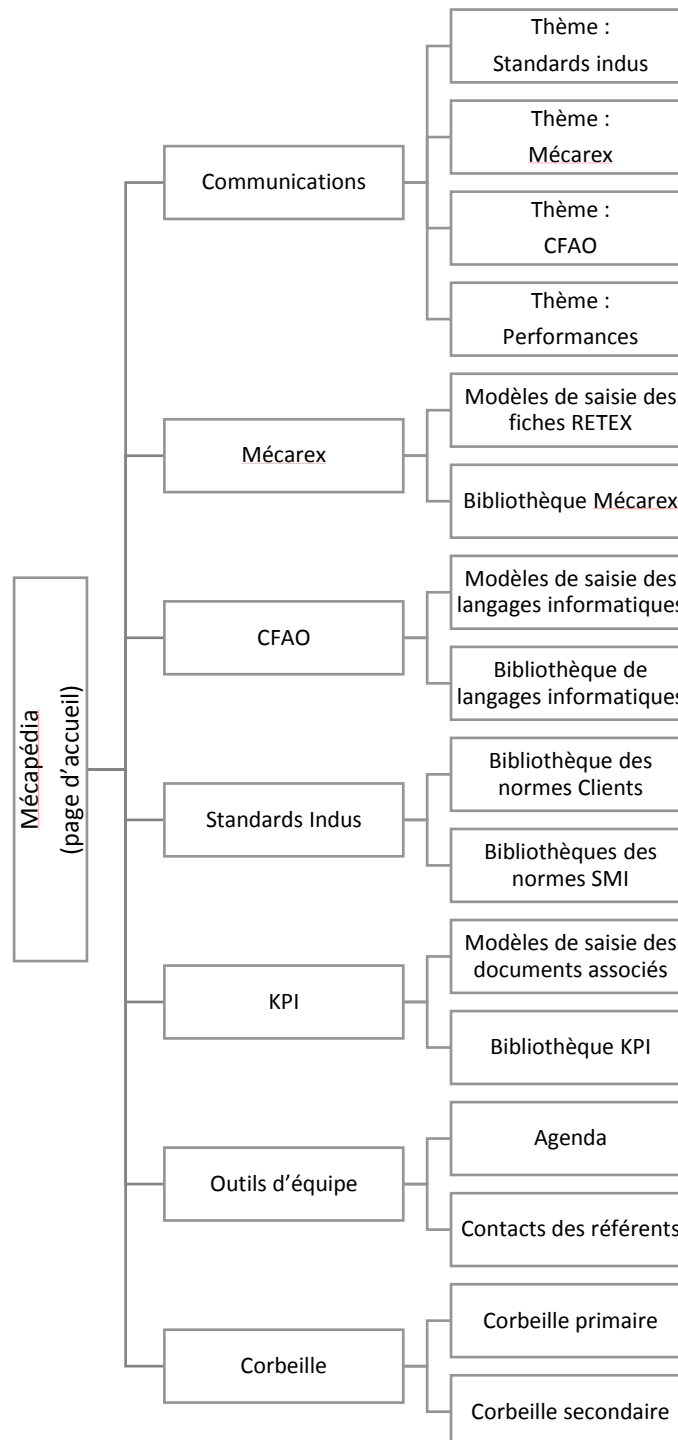 Mécapédia
(page d'accueil)
Communications
Thème :
Standards indus
Thème :
Mécarex
Thème :
CFAO
Thème :
Performances
Mécarex
Modèles de saisie des
fiches RETEX
Bibliothèque Mécarex
CFAO
Modèles de saisie des
langages informatiques
Bibliothèque de
langages informatiques
Standards Indus
Bibliothèque des
normes Clients
Bibliothèques des
normes SMI
KPI
Modèles de saisie des
documents associés
Bibliothèque KPI
Outils d'équipe
Agenda
Contacts des référents
Corbeille
Corbeille primaire
Corbeille secondaire